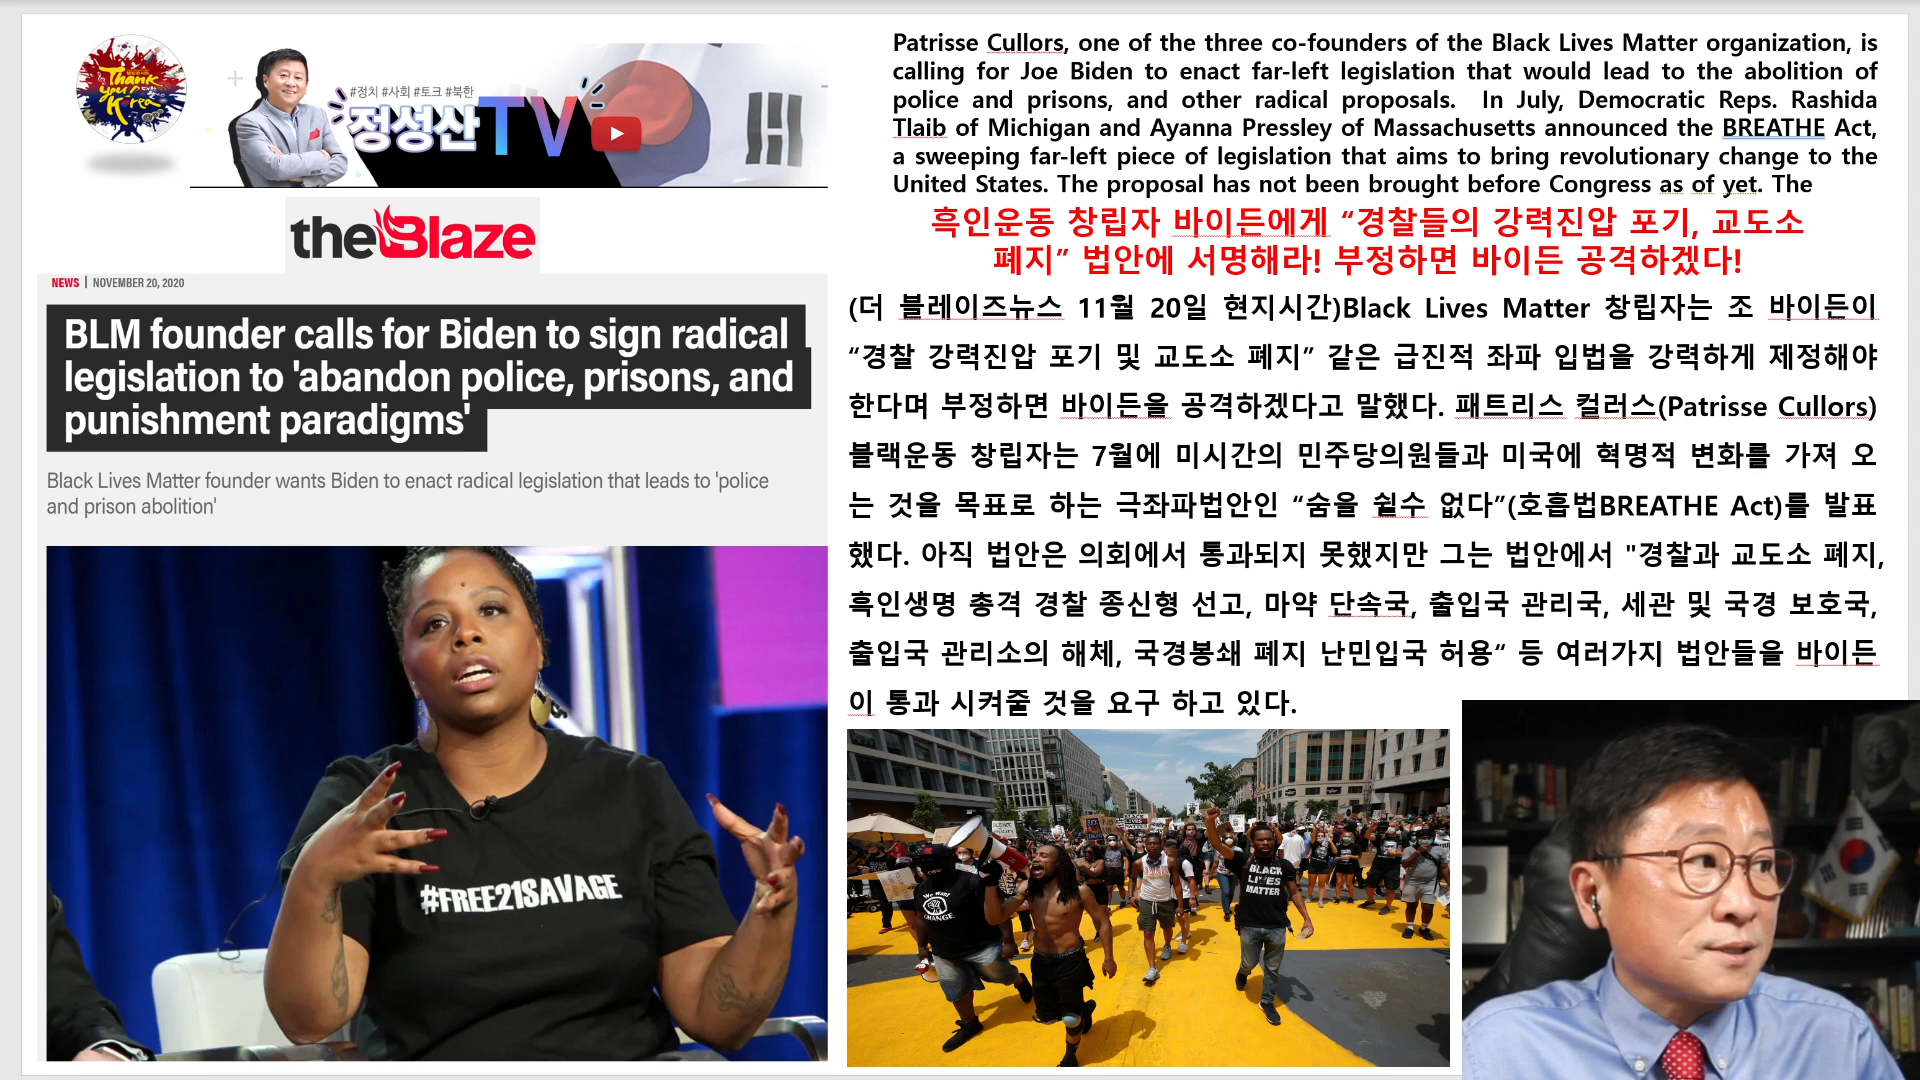 Thank
you
Korea
#정치 #사회 #토크 #북한
정성산TV
theBlaze
NEWS | NOVEMBER 20, 2020
BLM founder calls for Biden to sign radical
legislation to 'abandon police, prisons, and
punishment paradigms'
Black Lives Matter founder wants Biden to enact radical legislation that leads to 'police
and prison abolition'
#FREE21SAVAGE
Patrisse Cullors, one of the three co-founders of the Black Lives Matter organization, is
calling for Joe Biden to enact far-left legislation that would lead to the abolition of
police and prisons, and other radical proposals. In July, Democratic Reps. Rashida
Tlaib of Michigan and Ayanna Pressley of Massachusetts announced the BREATHE Act,
a sweeping far-left piece of legislation that aims to bring revolutionary change to the
United States. The proposal has not been brought before Congress as of yet. The
흑인운동 창립자 바이든에게 “경찰들의 강력진압 포기, 교도소
폐지” 법안에 서명해라! 부정하면 바이든 공격하겠다!
(더 블레이즈뉴스 11월 20일 현지시간)Black Lives Matter 창립자는 조 바이든이
“경찰 강력진압 포기 및 교도소 폐지” 같은 급진적 좌파 입법을 강력하게 제정해야
한다며 부정하면 바이든을 공격하겠다고 말했다. 패트리스 컬러스(Patrisse Cullors)
블랙운동 창립자는 7월에 미시간의 민주당의원들과 미국에 혁명적 변화를 가져 오
는 것을 목표로 하는 극좌파법안인 “숨을 쉴수 없다”(호흡법BREATHE Act)를 발표
했다. 아직 법안은 의회에서 통과되지 못했지만 그는 법안에서 "경찰과 교도소 폐지,
흑인생명 총격 경찰 종신형 선고, 마약 단속국, 출입국 관리국, 세관 및 국경 보호국,
출입국 관리소의 해체, 국경봉쇄 폐지 난민입국 허용“ 등 여러가지 법안들을 바이든
이 통과 시켜줄 것을 요구 하고 있다.
We Want
CHANGE
BLACK
LIVES
MATTER